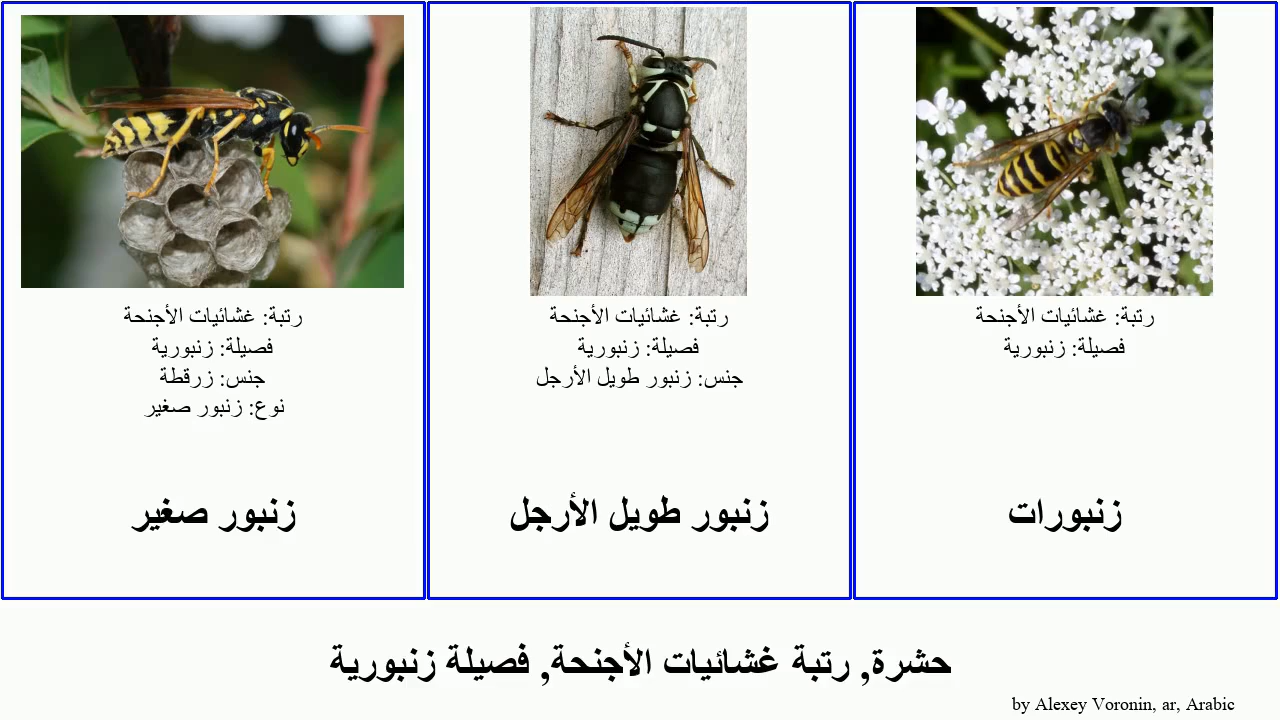 رتبة: غشائيات الأجنحة
فصيلة: زنبورية
زنبورات
رتبة: غشائيات الأجنحة
فصيلة: زنبورية
جنس: زنبور طويل الأرجل
زنبور طويل الأرجل
رتبة: غشائيات الأجنحة
فصيلة: زنبورية
جنس: زرقطة
نوع: زنبور صغير
زنبور صغير
حشرة, رتبة غشائيات الأجنحة, فصيلة زنبورية
by Alexey Voronin, ar, Arabic